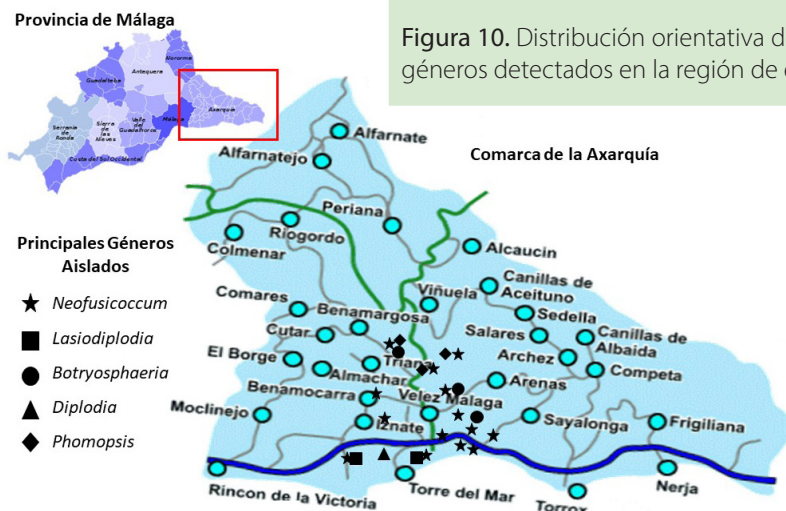 Provincia de Málaga
Figura 10. Distribución orientativa d
géneros detectados en la región de
Nororma
Antequera
Guadalteba
Axarquía
Serranía de Ronda
Sierra de las Nieves
Valle del Guadalhorce
Málaga
Costa del Sol Occidental
Comarca de la Axarquía
Alfarnate
Alfarnatejo
Periana
Riogordo
Colmenar
Alcaucin
Canillas de
Aceituno
Viñuela
Comares
Benamargosa
Sedella
Salares
Canillas de
Albaida
Cutar
El Borge
Triana
Archez
Competa
Almachar
Arenas
Benamocarra
Velez Malaga
Moclinejo
Iznate
Sayalonga
Frigiliana
Rincon de la Victoria
Torre del Mar
Torrox
Nerja
Principales Géneros
Aislados
Neofusicoccum
Lasiodiplodia
Botryosphaeria
Diplodia
Phomopsis